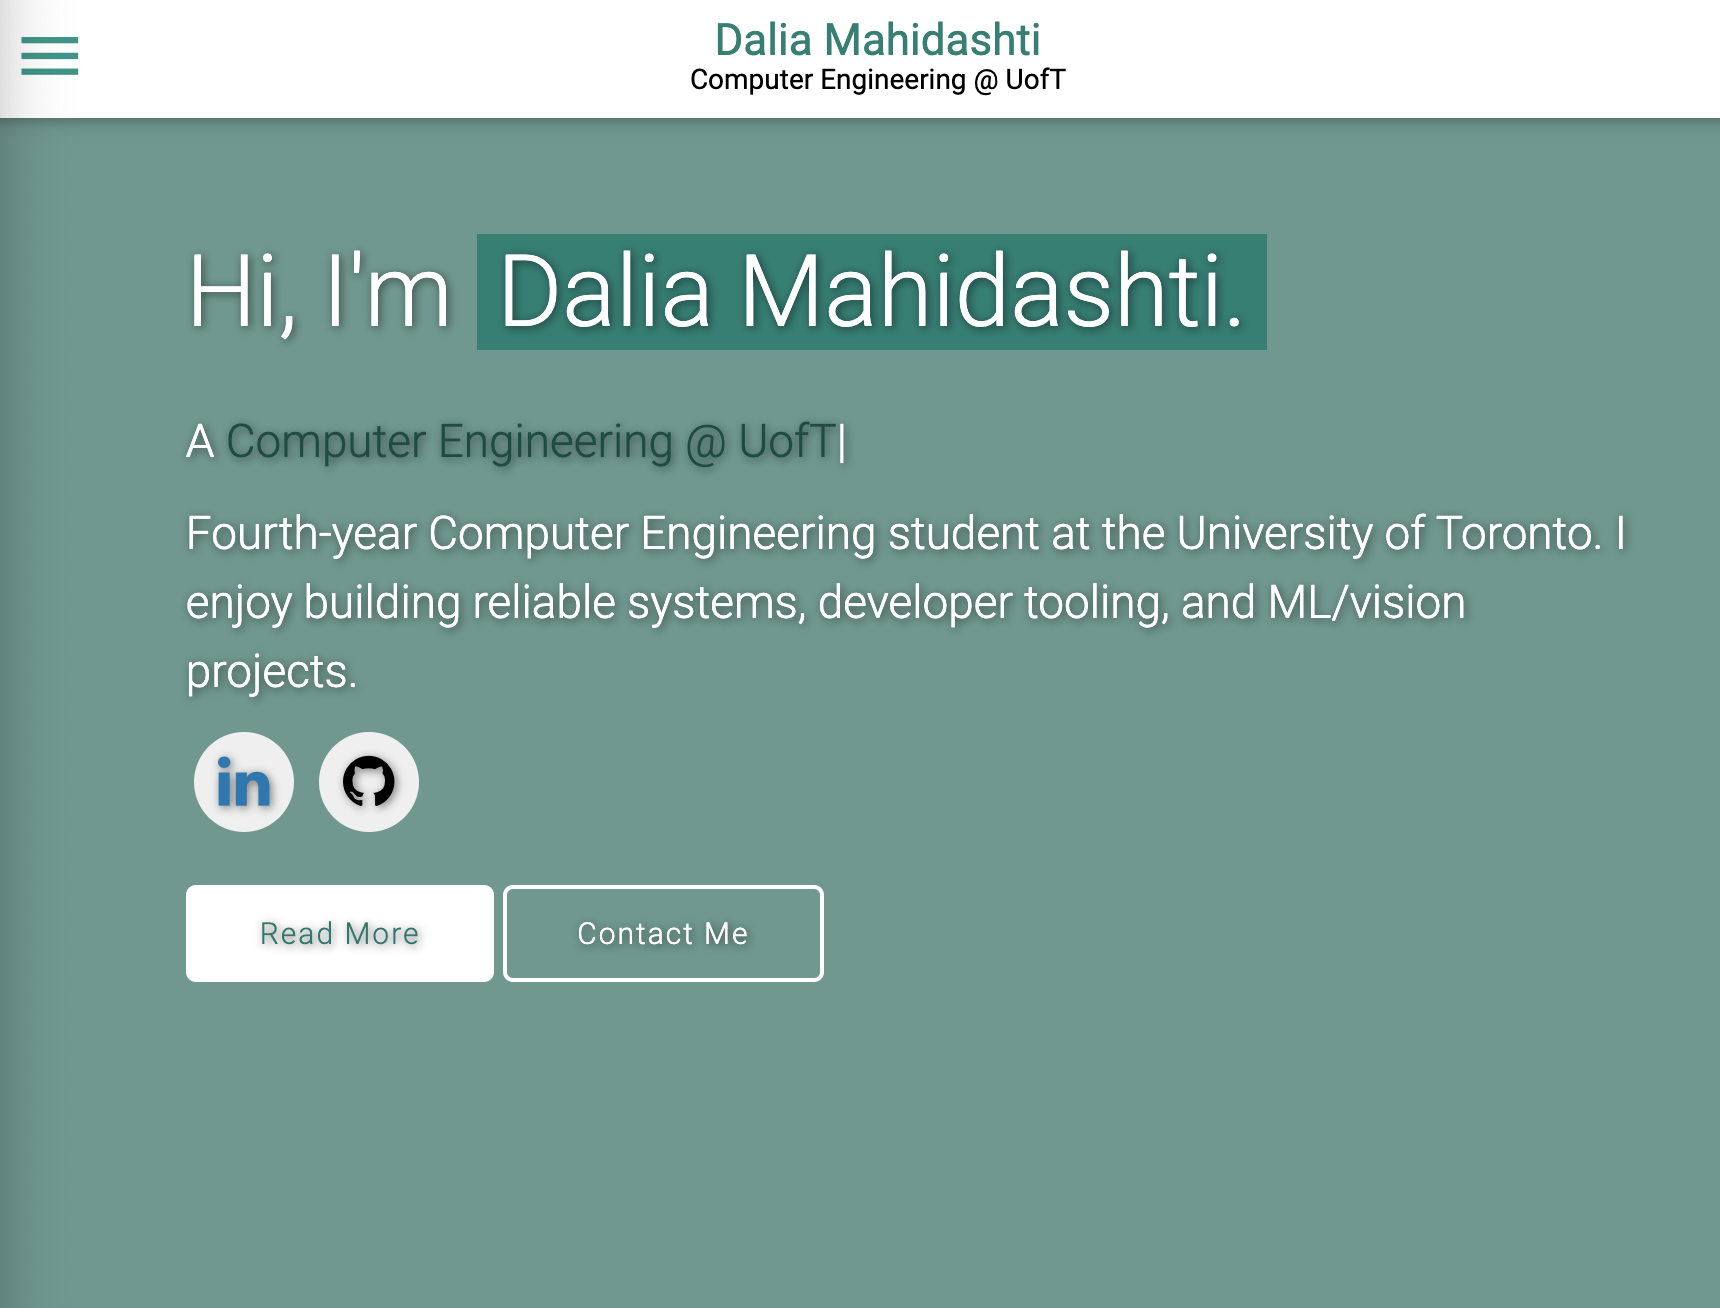 Dalia Mahidashti
Computer Engineering @ UofT
Hi, I'm Dalia Mahidashti.
A Computer Engineering @ UofT|
Fourth-year Computer Engineering student at the University of Toronto. I
enjoy building reliable systems, developer tooling, and ML/vision
projects.
in
Read More
Contact Me